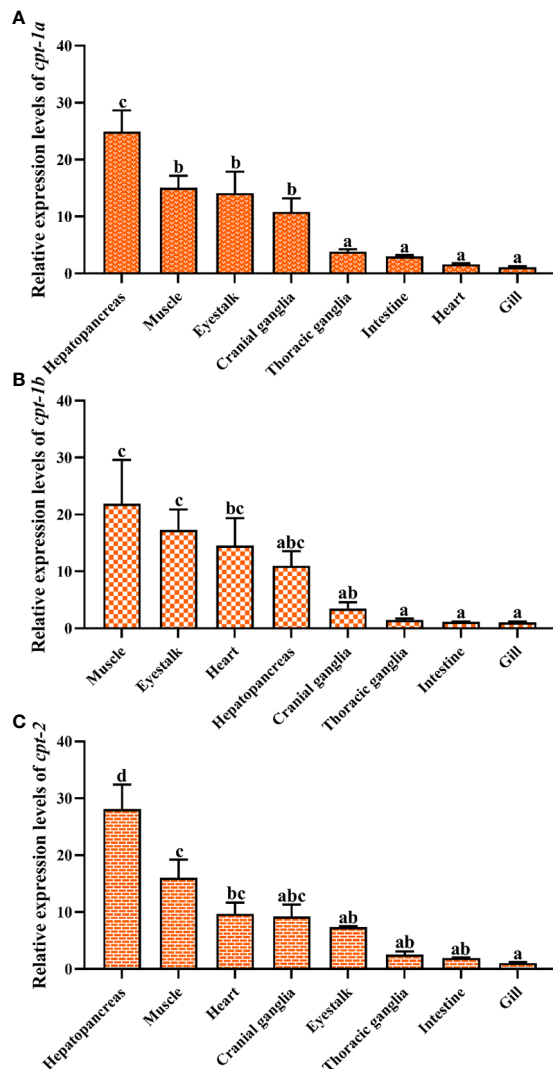 A
Relative expression levels of cpt-1a
40
30
20
10
0
c
b
b
b
a
a
a
a
Hepatopancreas
Muscle
Eyestalk
Cranial ganglia
Thoracic ganglia
Intestine
Heart
Gill
B
Relative expression levels of cpt-1b
40
30
20
10
0
c
c
bc
abc
ab
a
a
a
Muscle
Eyestalk
Heart
Hepatopancreas
Cranial ganglia
Thoracic ganglia
Intestine
Gill
C
Relative expression levels of cpt-2
40
30
20
10
0
d
c
bc
abc
ab
ab
ab
a
Hepatopancreas
Muscle
Heart
Cranial ganglia
Eyestalk
Thoracic ganglia
Intestine
Gill